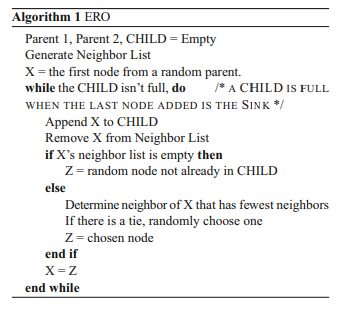 Algorithm 1 ERO
Parent 1, Parent 2, CHILD = Empty
Generate Neighbor List
X = the first node from a random parent.
while the CHILD isn't full, do /* A CHILD IS FULL
WHEN THE LAST NODE ADDED IS THE SINK */
Append X to CHILD
Remove X from Neighbor List
if X's neighbor list is empty then
Z = random node not already in CHILD
else
Determine neighbor of X that has fewest neighbors
If there is a tie, randomly choose one
Z = chosen node
end if
X = Z
end while